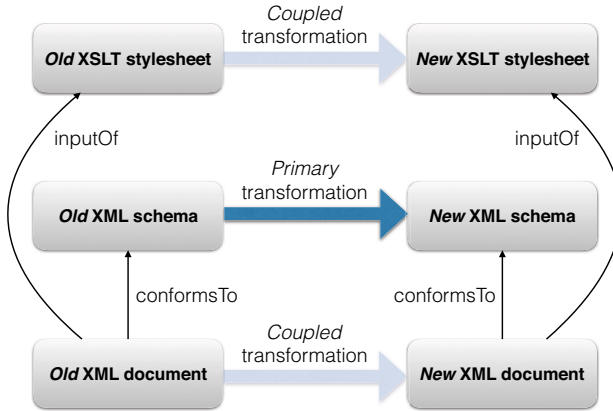 Coupled
transformation
Old XSLT stylesheet
New XSLT stylesheet
inputOf
inputOf
Primary
transformation
Old XML schema
New XML schema
conformsTo
conformsTo
Coupled
transformation
Old XML document
New XML document